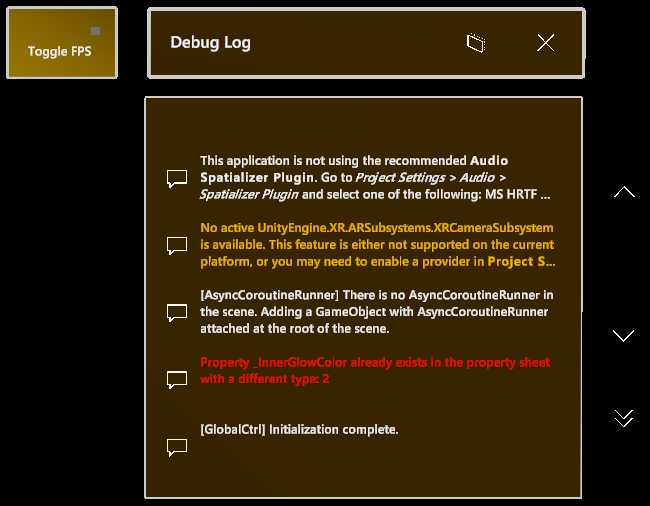 Toggle FPS
Debug Log
This application is not using the recommended Audio
Spatializer Plugin. Go to Project Settings > Audio >
Spatializer Plugin and select one of the following: MS HRTF ...
No active UnityEngine.XR.ARSubsystems.XRCameraSubsystem
is available. This feature is either not supported on the current
platform, or you may need to enable a provider in Project S...
[AsyncCoroutineRunner] There is no AsyncCoroutineRunner in
the scene. Adding a GameObject with AsyncCoroutineRunner
attached at the root of the scene.
Property _InnerGlowColor already exists in the property sheet
with a different type: 2
[GlobalCtrl] Initialization complete.